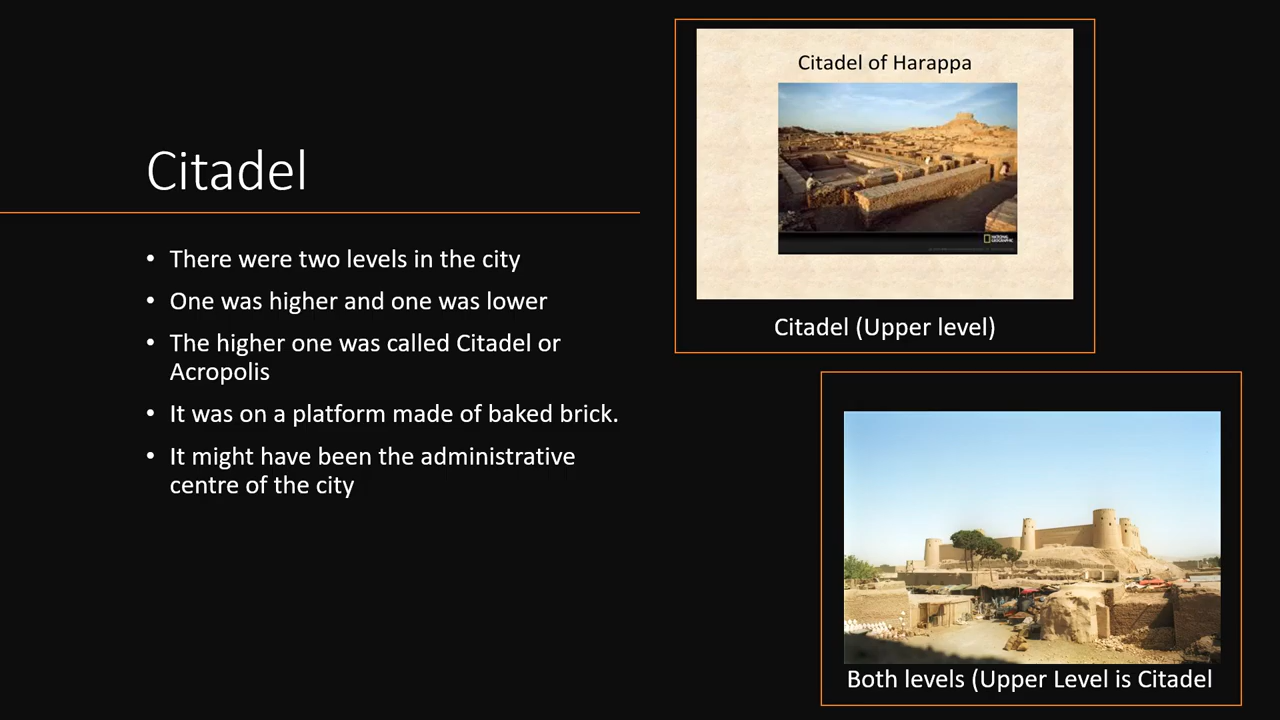 Citadel
• There were two levels in the city
• One was higher and one was lower
• The higher one was called Citadel or
Acropolis
• It was on a platform made of baked brick.
• It might have been the administrative
centre of the city
Citadel of Harappa
NATIONAL
GEOGRAPHIC
Citadel (Upper level)
Both levels (Upper Level is Citadel